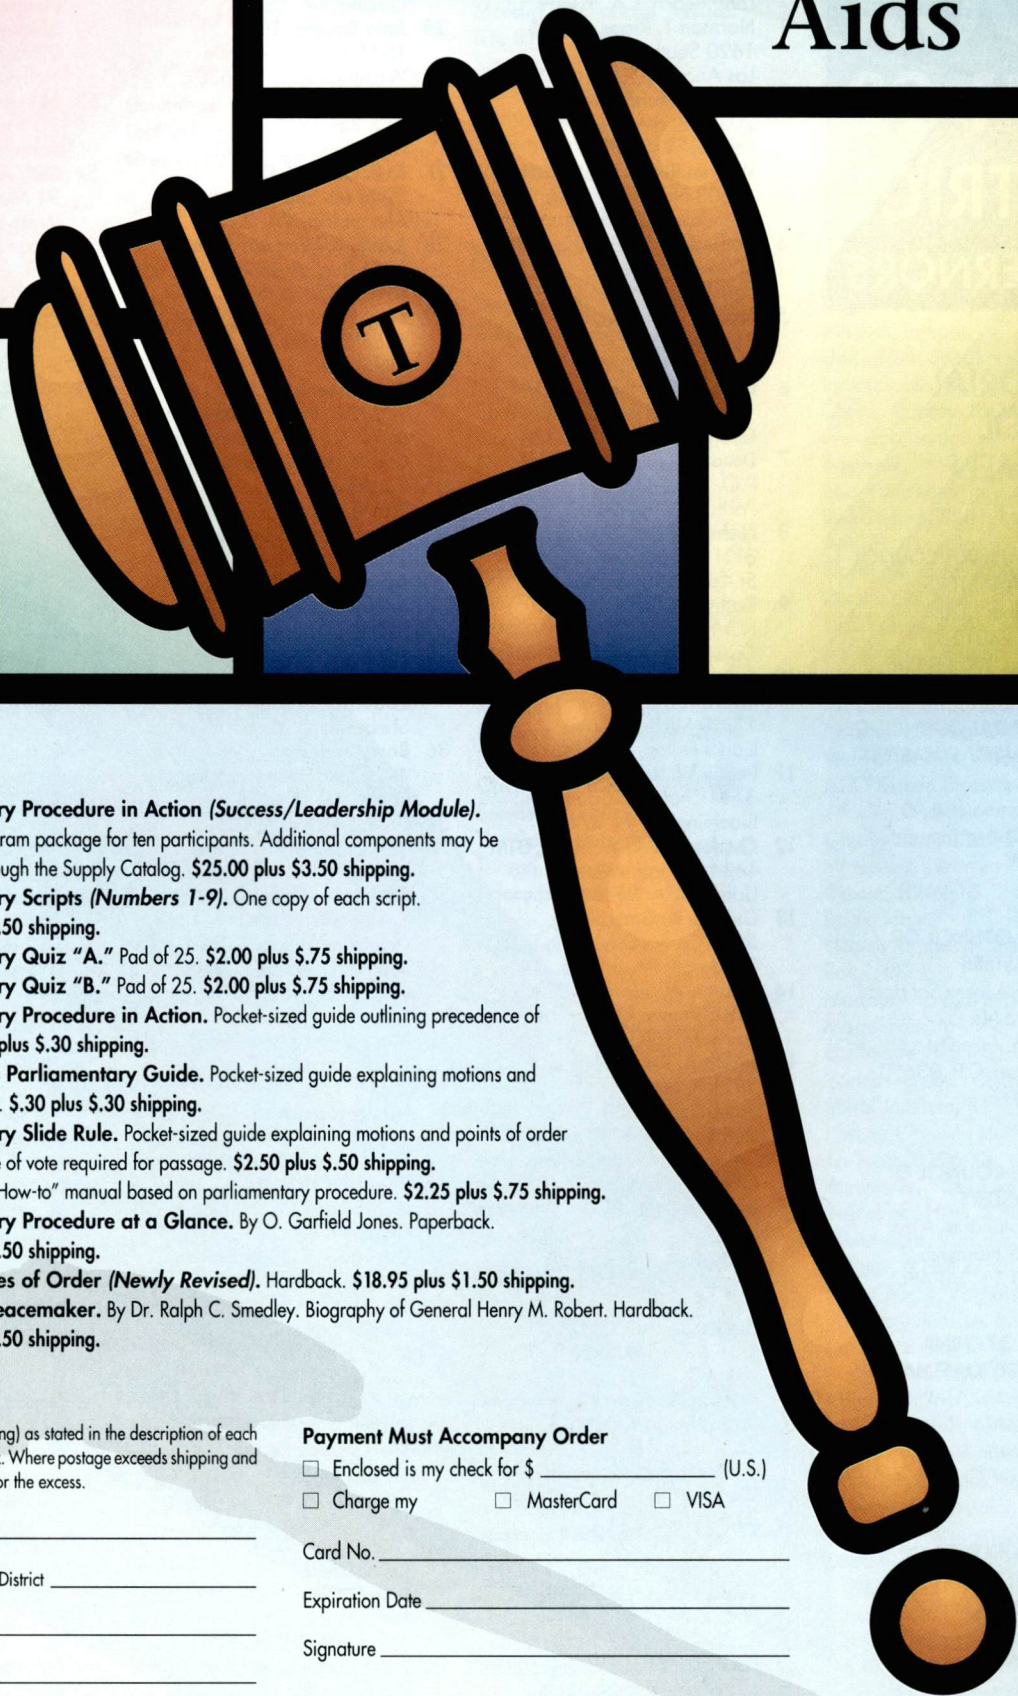 Aids
T
ry Procedure in Action (Success/Leadership Module).
ram package for ten participants. Additional components may be
ugh the Supply Catalog. $25.00 plus $3.50 shipping.
ry Scripts (Numbers 1-9). One copy of each script.
.50 shipping.
ry Quiz “A.” Pad of 25. $2.00 plus $.75 shipping.
ry Quiz “B.” Pad of 25. $2.00 plus $.75 shipping.
ry Procedure in Action. Pocket-sized guide outlining precedence of
plus $.30 shipping.
Parliamentary Guide. Pocket-sized guide explaining motions and
. $.30 plus $.30 shipping.
ry Slide Rule. Pocket-sized guide explaining motions and points of order
of vote required for passage. $2.50 plus $.50 shipping.
How-to” manual based on parliamentary procedure. $2.25 plus $.75 shipping.
ry Procedure at a Glance. By O. Garfield Jones. Paperback.
.50 shipping.
es of Order (Newly Revised). Hardback. $18.95 plus $1.50 shipping.
eacemaker. By Dr. Ralph C. Smedley. Biography of General Henry M. Robert. Hardback.
.50 shipping.
ng) as stated in the description of each
. Where postage exceeds shipping and
or the excess.
District
Payment Must Accompany Order
Enclosed is my check for $ (U.S.)
Charge my MasterCard VISA
Card No.
Expiration Date
Signature